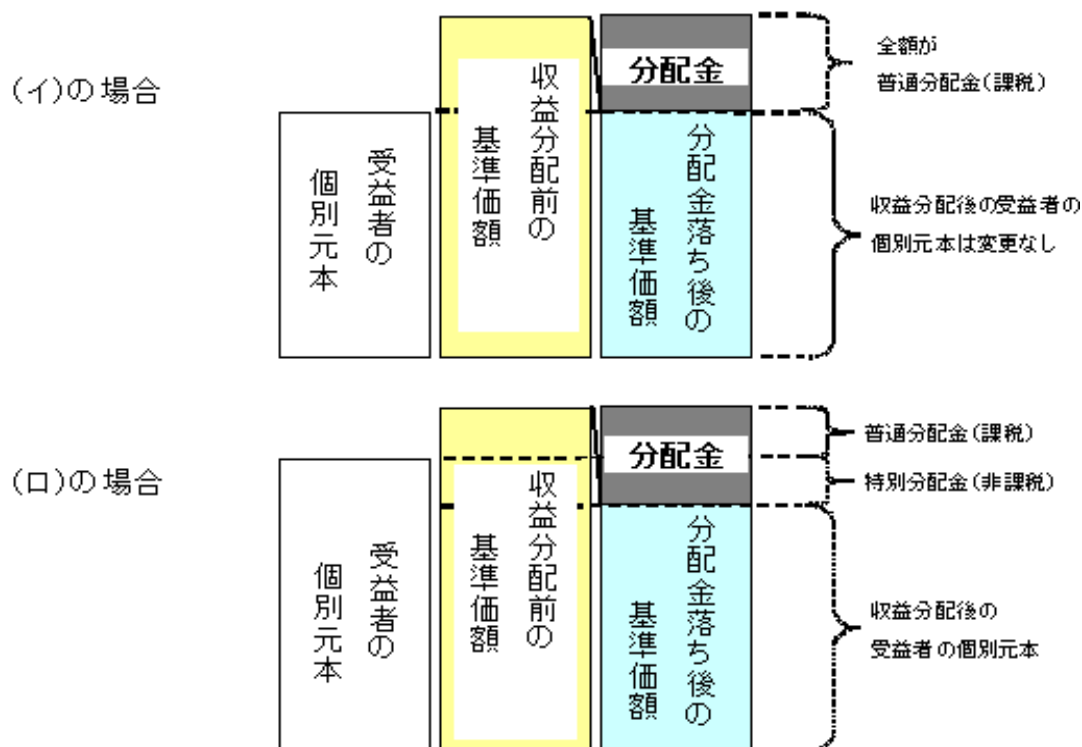 (イ)の場合
受益者の
個別元本
収益分配前の
基準価額
分配金
分配金落ち後の
基準価額
全額が
普通分配金(課税)
収益分配後の受益者の
個別元本は変更なし
(ロ)の場合
受益者の
個別元本
収益分配前の
基準価額
分配金
分配金落ち後の
基準価額
普通分配金(課税)
特別分配金(非課税)
収益分配後の
受益者の個別元本